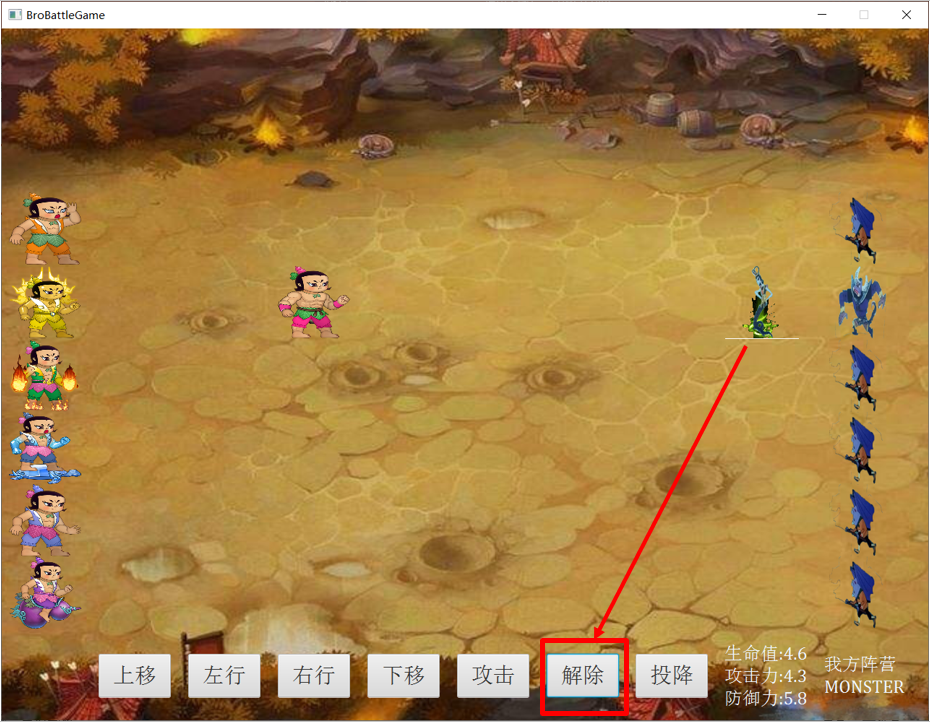 BroBattleGame
上移 左行 右行 下移 攻击 解除 投降
生命值:4.6
攻击力:4.3
防御力:5.8
我方阵营
MONSTER